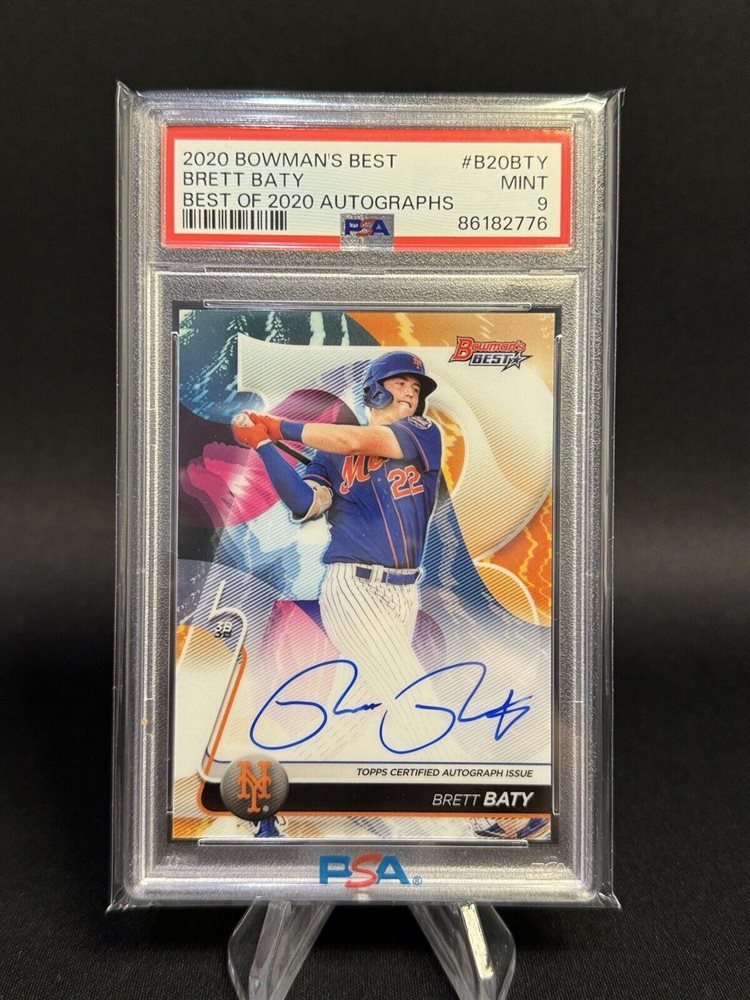 2020 BOWMAN'S BEST #B20BTY
BRETT BATY MINT
BEST OF 2020 AUTOGRAPHS 9
PSA 86182776
Bowman's
BEST
M
Mets
22
3B
TOPPS CERTIFIED AUTOGRAPH ISSUE
NY
BRETT BATY
PSA